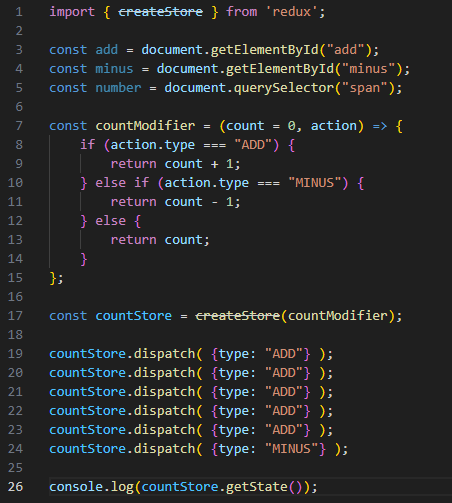 1 import { createStore } from 'redux';
2
3 const add = document.getElementById("add");
4 const minus = document.getElementById("minus");
5 const number = document.querySelector("span");
6
7 const countModifier = (count = 0, action) => {
8     if (action.type === "ADD") {
9         return count + 1;
10     } else if (action.type === "MINUS") {
11         return count - 1;
12     } else {
13         return count;
14     }
15 };
16
17 const countStore = createStore(countModifier);
18
19 countStore.dispatch( {type: "ADD"} );
20 countStore.dispatch( {type: "ADD"} );
21 countStore.dispatch( {type: "ADD"} );
22 countStore.dispatch( {type: "ADD"} );
23 countStore.dispatch( {type: "ADD"} );
24 countStore.dispatch( {type: "MINUS"} );
25
26 console.log(countStore.getState());